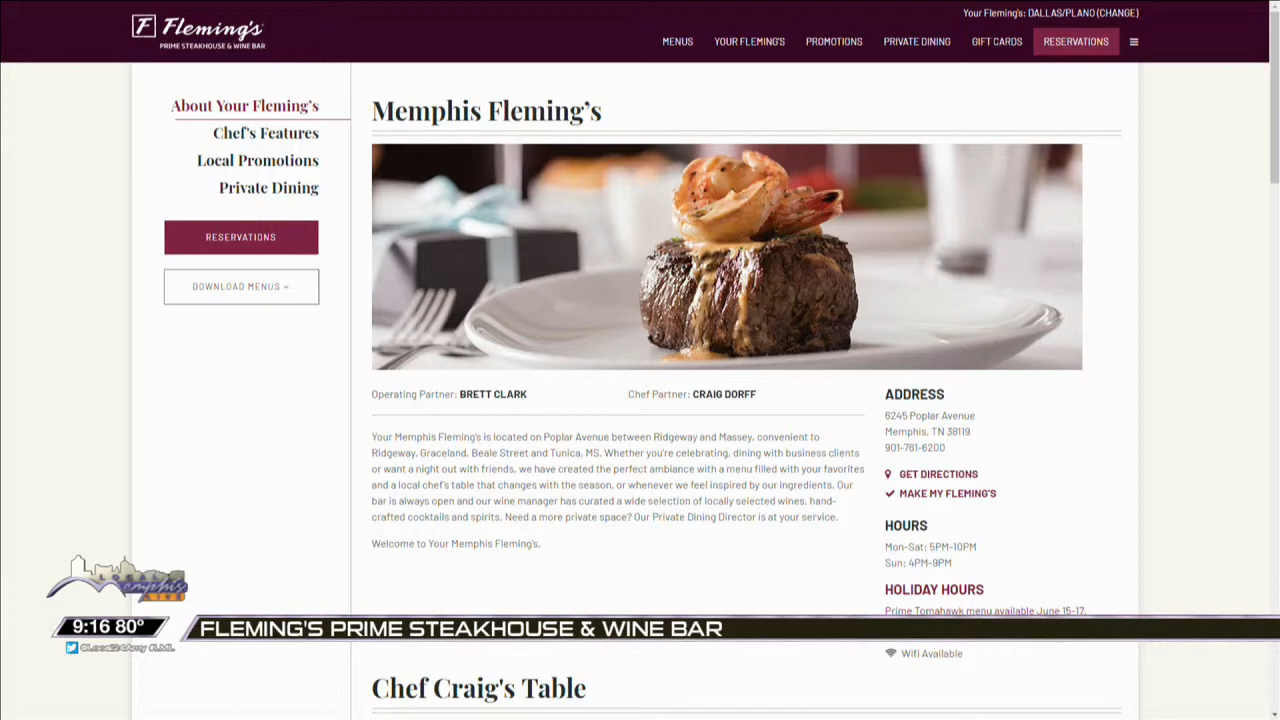 Your Fleming's: DALLAS/PLANO (CHANGE)
F Fleming's
PRIME STEAKHOUSE & WINE BAR
MENUS YOUR FLEMING'S PROMOTIONS PRIVATE DINING GIFT CARDS RESERVATIONS
About Your Fleming's
Chef's Features
Local Promotions
Private Dining
RESERVATIONS
DOWNLOAD MENUS
Memphis Fleming's
Operating Partner: BRETT CLARK
Chef Partner: CRAIG DORFF
Your Memphis Fleming's is located on Poplar Avenue between Ridgeway and Massey, convenient to
Ridgeway, Graceland, Beale Street and Tunica, MS. Whether you're celebrating, dining with business clients
or want a night out with friends, we have created the perfect ambiance with a menu filled with your favorites
and a local chef's table that changes with the season, or whenever we feel inspired by our ingredients. Our
bar is always open and our wine manager has curated a wide selection of locally selected wines, hand-
crafted cocktails and spirits. Need a more private space? Our Private Dining Director is at your service.
Welcome to Your Memphis Fleming's.
ADDRESS
6245 Poplar Avenue
Memphis, TN 38119
901-761-6200
GET DIRECTIONS
MAKE MY FLEMING'S
HOURS
Mon-Sat: 5PM-10PM
Sun: 4PM-9PM
HOLIDAY HOURS
Prime Tomahawk menu available June 15-17.
Wifi Available
LOCAL
Memphis
LIVE
9:16 80°
FLEMING'S PRIME STEAKHOUSE & WINE BAR
@Local24Amy #LML
Chef Craig's Table